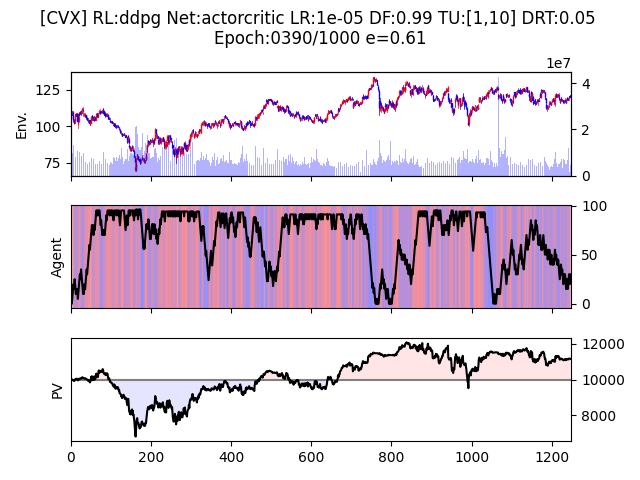 [CVX] RL:ddpg Net:actorcritic LR:1e-05 DF:0.99 TU:[1,10] DRT:0.05
Epoch:0390/1000 e=0.61
1e7
Env.
125
100
75
4
2
0
Agent
100
50
0
PV
12000
10000
8000
0 200 400 600 800 1000 1200